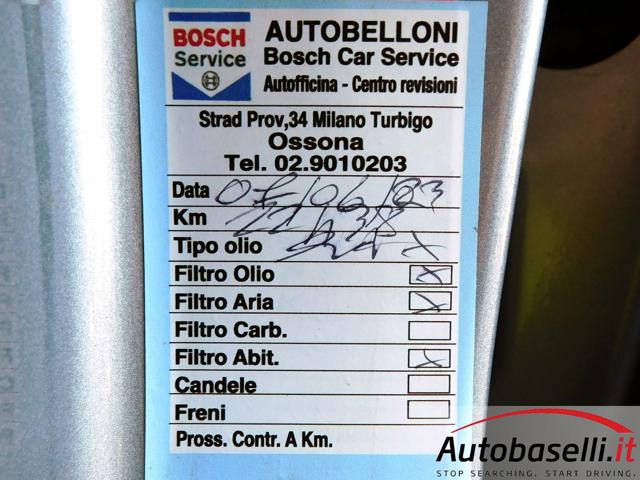 BOSCH
Service
AUTOBELLONI
Bosch Car Service
Autofficina - Centro revisioni
Strad Prov,34 Milano Turbigo
Ossona
Tel. 02.9010203
Data
Km
Tipo olio
Filtro Olio X
Filtro Aria X
Filtro Carb.
Filtro Abit. X
Candele
Freni
Pross. Contr. A Km.
Autobaselli.it
STOP SEARCHING. START DRIVING.